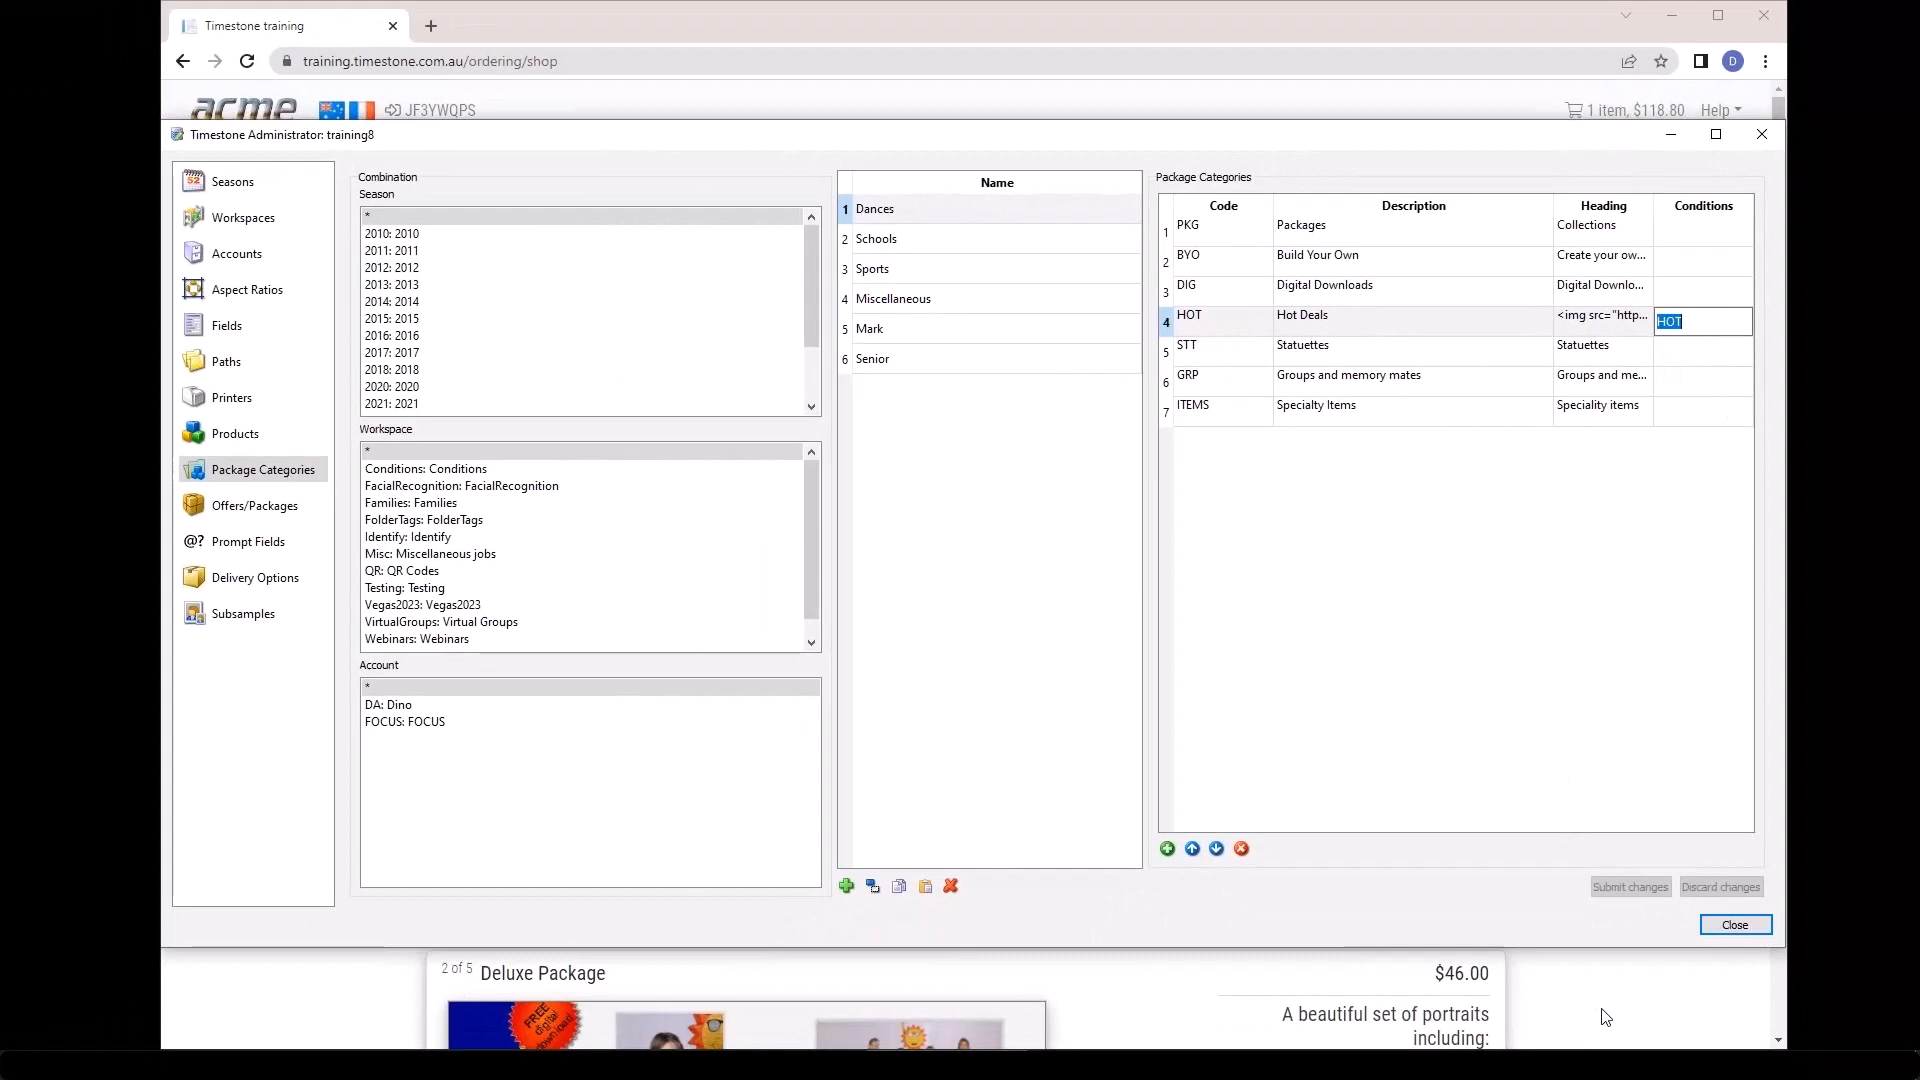 Timestone training
training.timestone.com.au/ordering/shop
D
acme
JF3YWQPS
1 item, $118.80
Help
Timestone Administrator: training8
Seasons
Workspaces
Accounts
Aspect Ratios
Fields
Paths
Printers
Products
Package Categories
Offers/Packages
@? Prompt Fields
Delivery Options
Subsamples
Combination
Season
*
2010: 2010
2011: 2011
2012: 2012
2013: 2013
2014: 2014
2015: 2015
2016: 2016
2017: 2017
2018: 2018
2020: 2020
2021: 2021
Workspace
*
Conditions: Conditions
FacialRecognition: FacialRecognition
Families: Families
FolderTags: FolderTags
Identify: Identify
Misc: Miscellaneous jobs
QR: QR Codes
Testing: Testing
Vegas2023: Vegas2023
VirtualGroups: Virtual Groups
Webinars: Webinars
Account
*
DA: Dino
FOCUS: FOCUS
Name
1 Dances
2 Schools
3 Sports
4 Miscellaneous
5 Mark
6 Senior
Package Categories
Code Description Heading Conditions
1 PKG Packages Collections
2 BYO Build Your Own Create your ow...
3 DIG Digital Downloads Digital Downlo...
4 HOT Hot Deals <img src="http... HOT
5 STT Statuettes Statuettes
6 GRP Groups and memory mates Groups and me...
7 ITEMS Specialty Items Speciality items
Submit changes
Discard changes
Close
2 of 5 Deluxe Package
$46.00
FREE
digital
download
A beautiful set of portraits
including: